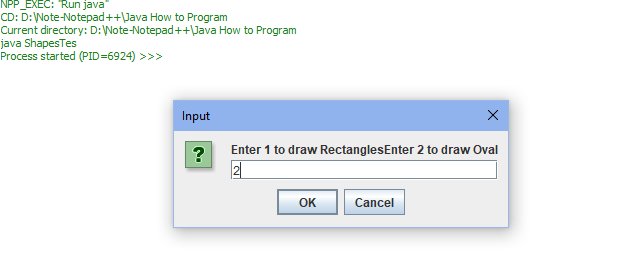 NPP_EXEC: "Run java"
CD: D:\Note-Notepad++\Java How to Program
Current directory: D:\Note-Notepad++\Java How to Program
java ShapesTes
Process started (PID=6924) >>>
Input
?
Enter 1 to draw RectanglesEnter 2 to draw Oval
2
OK Cancel